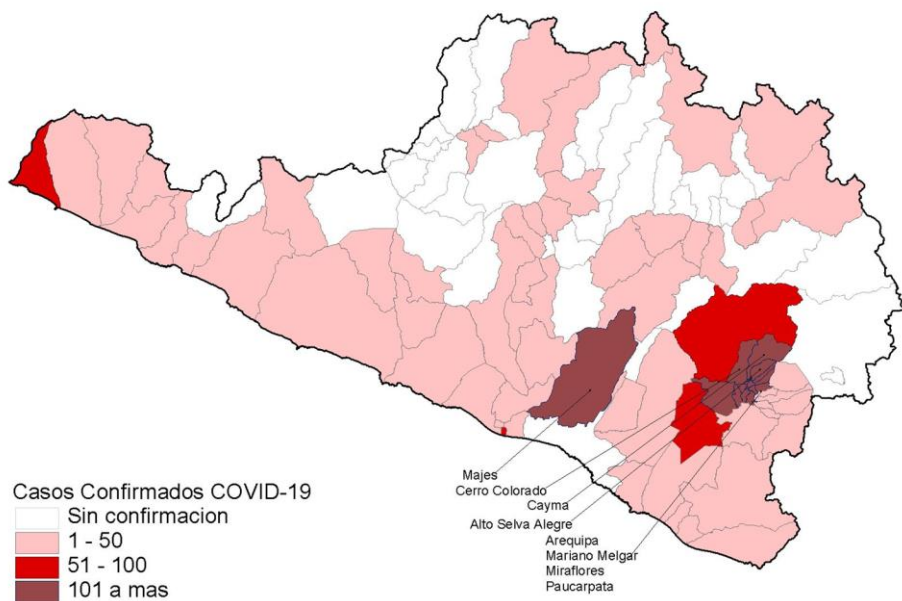 Majes
Cerro Colorado
Cayma
Alto Selva Alegre
Arequipa
Mariano Melgar
Miraflores
Paucarpata
Casos Confirmados COVID-19
Sin confirmacion
1 - 50
51 - 100
101 a mas